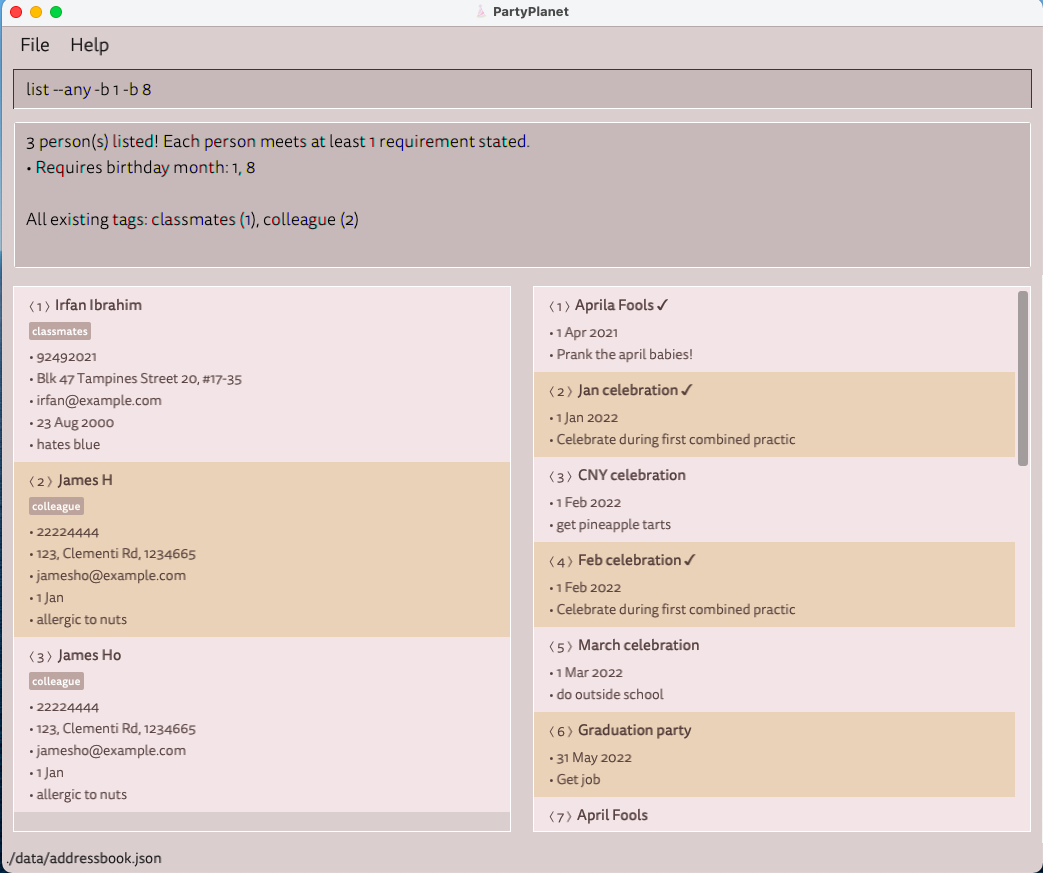 PartyPlanet
File Help
list --any -b 1 -b 8
3 person(s) listed! Each person meets at least 1 requirement stated.
• Requires birthday month: 1, 8
All existing tags: classmates (1), colleague (2)
⟨ 1 ⟩ Irfan Ibrahim
classmates
• 92492021
• Blk 47 Tampines Street 20, #17-35
• irfan@example.com
• 23 Aug 2000
• hates blue
⟨ 2 ⟩ James H
colleague
• 22224444
• 123, Clementi Rd, 1234665
• jamesho@example.com
• 1 Jan
• allergic to nuts
⟨ 3 ⟩ James Ho
colleague
• 22224444
• 123, Clementi Rd, 1234665
• jamesho@example.com
• 1 Jan
• allergic to nuts
⟨ 1 ⟩ Aprila Fools ✓
• 1 Apr 2021
• Prank the april babies!
⟨ 2 ⟩ Jan celebration ✓
• 1 Jan 2022
• Celebrate during first combined practic
⟨ 3 ⟩ CNY celebration
• 1 Feb 2022
• get pineapple tarts
⟨ 4 ⟩ Feb celebration ✓
• 1 Feb 2022
• Celebrate during first combined practic
⟨ 5 ⟩ March celebration
• 1 Mar 2022
• do outside school
⟨ 6 ⟩ Graduation party
• 31 May 2022
• Get job
⟨ 7 ⟩ April Fools
./data/addressbook.json